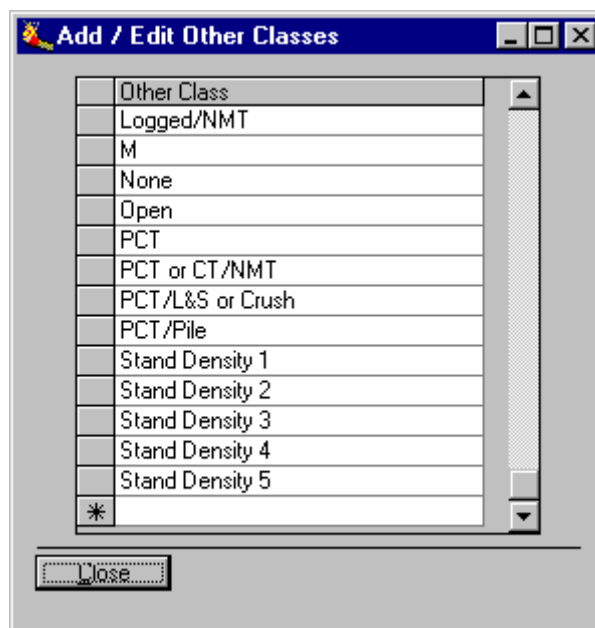 Add / Edit Other Classes
Other Class
Logged/NMT
M
None
Open
PCT
PCT or CT/NMT
PCT/L&S or Crush
PCT/Pile
Stand Density 1
Stand Density 2
Stand Density 3
Stand Density 4
Stand Density 5
Close